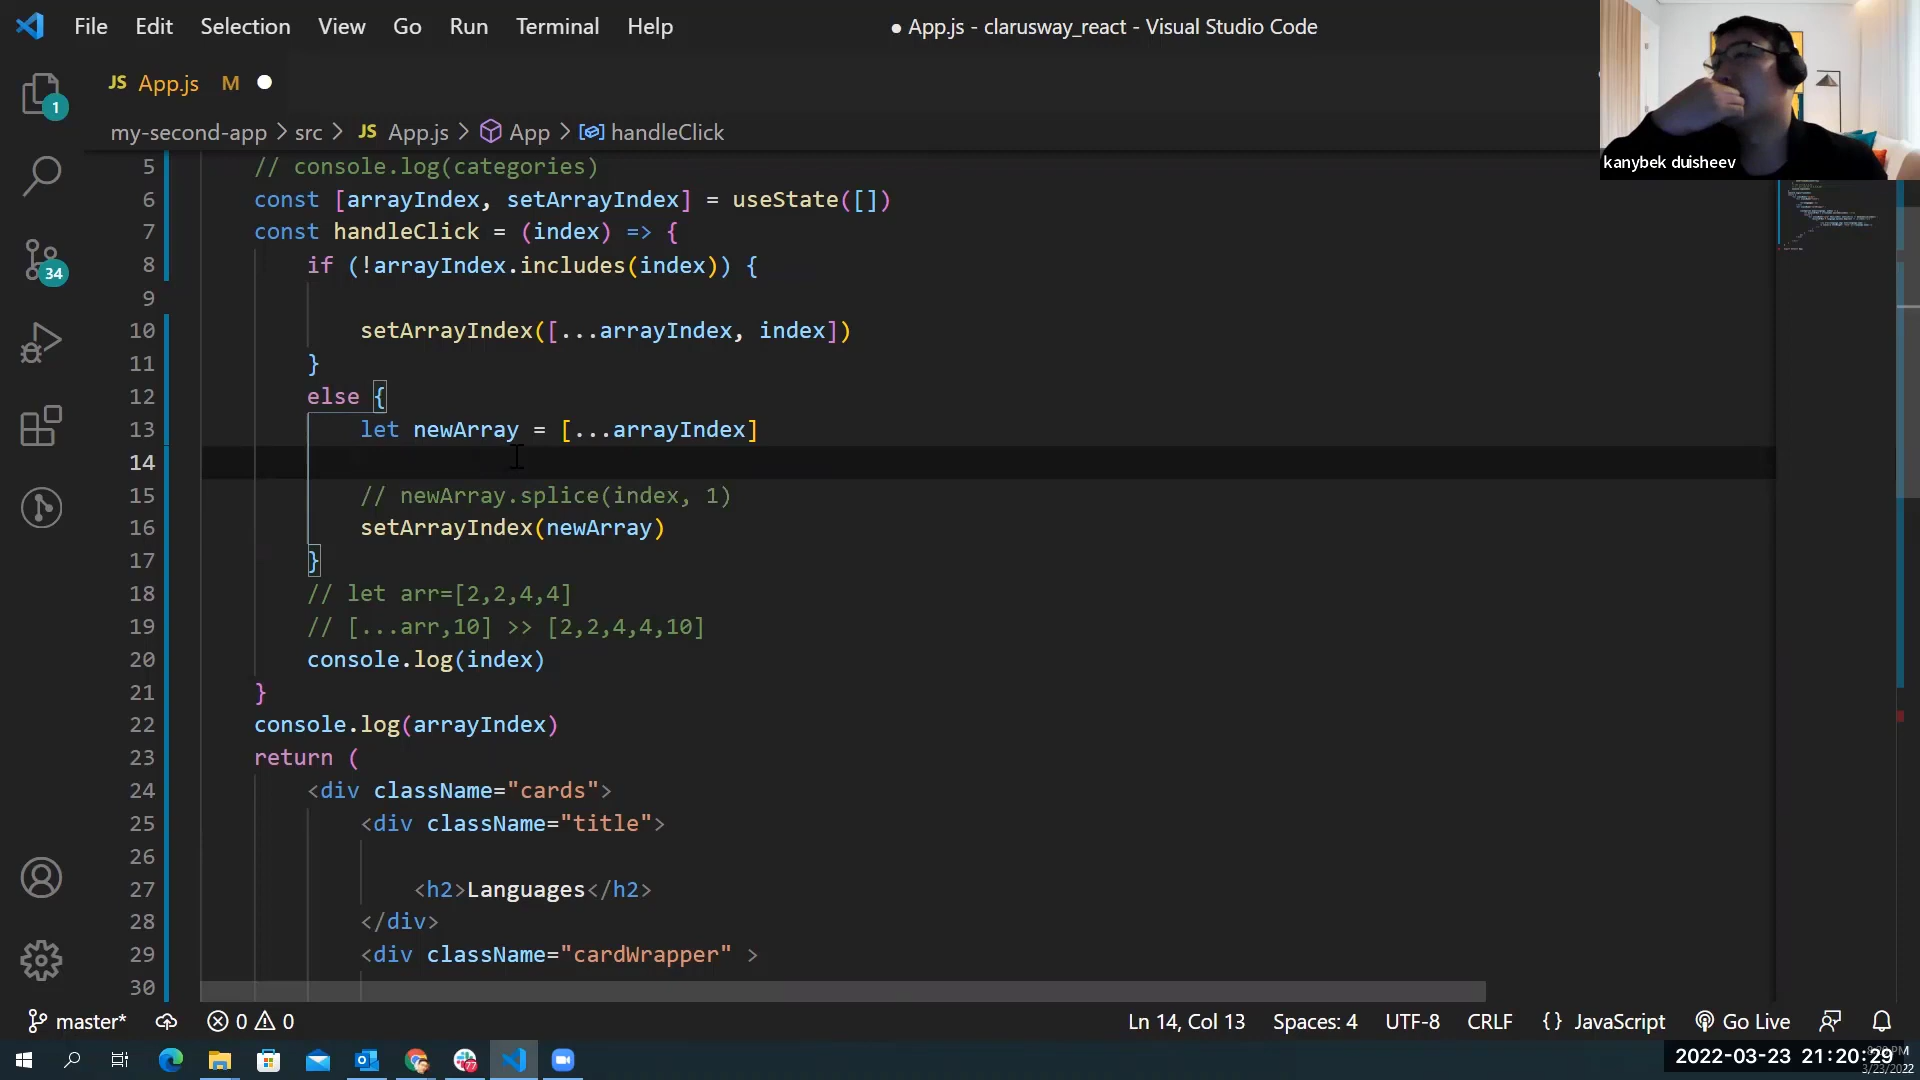 File Edit Selection View Go Run Terminal Help ● App.js - clarusway_react - Visual Studio Code
JS App.js M
kanybek duisheev
my-second-app > src > JS App.js > App > handleClick
1
34
5 // console.log(categories)
6 const [arrayIndex, setArrayIndex] = useState([])
7 const handleClick = (index) => {
8 if (!arrayIndex.includes(index)) {
9
10 setArrayIndex([...arrayIndex, index])
11 }
12 else {
13 let newArray = [...arrayIndex]
14
15 // newArray.splice(index, 1)
16 setArrayIndex(newArray)
17 }
18 // let arr=[2,2,4,4]
19 // [...arr,10] >> [2,2,4,4,10]
20 console.log(index)
21 }
22 console.log(arrayIndex)
23 return (
24 <div className="cards">
25 <div className="title">
26
27 <h2>Languages</h2>
28 </div>
29 <div className="cardWrapper" >
30
master* 0 0 Ln 14, Col 13 Spaces: 4 UTF-8 CRLF {} JavaScript Go Live
77
2022-03-23 21:20:29
3/23/2022